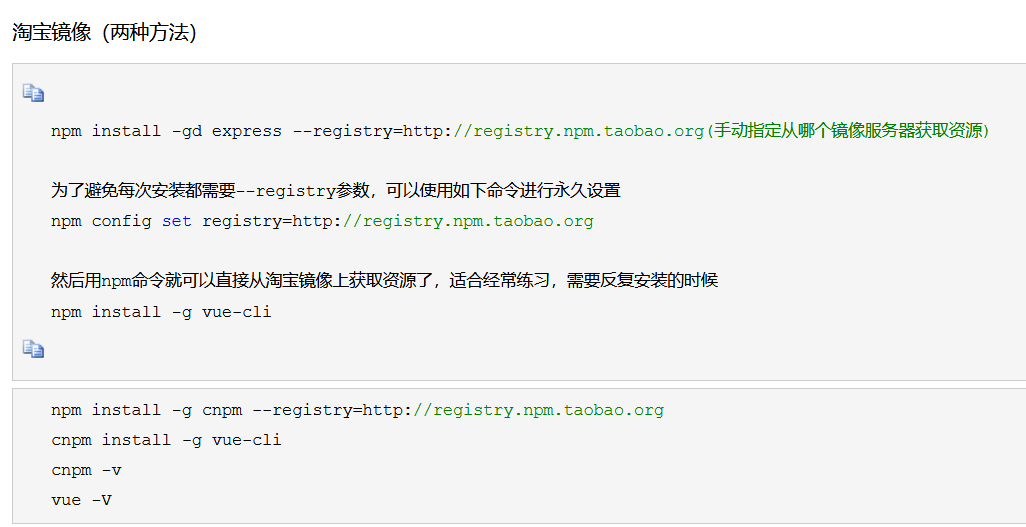 淘宝镜像（两种方法）
npm install -gd express --registry=http://registry.npm.taobao.org(手动指定从哪个镜像服务器获取资源)
为了避免每次安装都需要--registry参数，可以使用如下命令进行永久设置
npm config set registry=http://registry.npm.taobao.org
然后用npm命令就可以直接从淘宝镜像上获取资源了，适合经常练习，需要反复安装的时候
npm install -g vue-cli
npm install -g cnpm --registry=http://registry.npm.taobao.org
cnpm install -g vue-cli
cnpm -v
vue -V